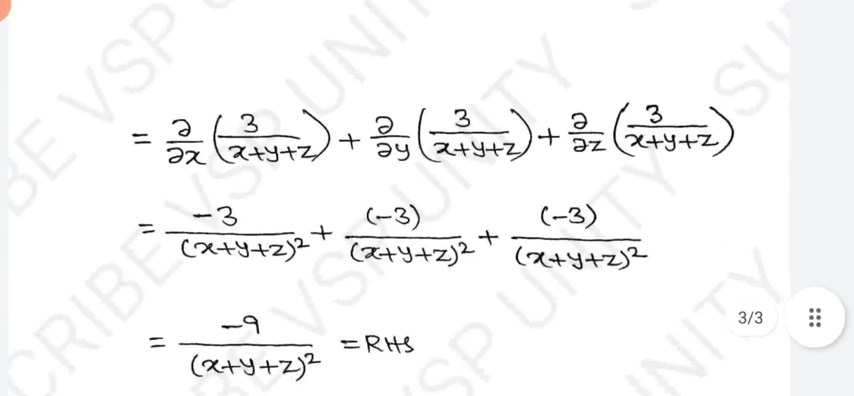 = ∂/∂x (3/(x+y+z)) + ∂/∂y (3/(x+y+z)) + ∂/∂z (3/(x+y+z))
= -3/(x+y+z)² + (-3)/(x+y+z)² + (-3)/(x+y+z)²
3/3
= -9/(x+y+z)² = RHS